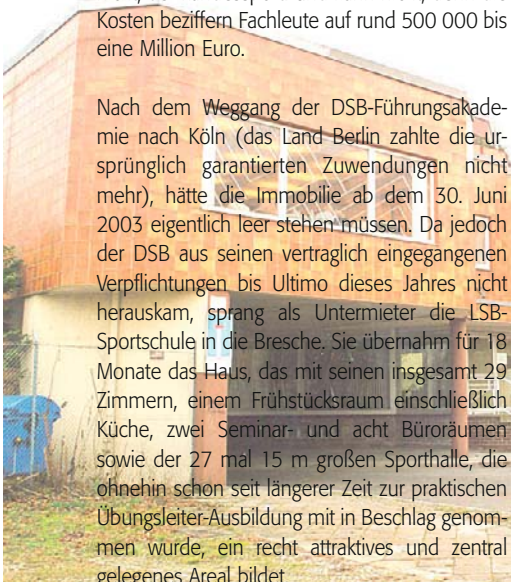 Kosten beziffern Fachleute auf rund 500 000 bis
eine Million Euro.
Nach dem Weggang der DSB-Führungsakade-
mie nach Köln (das Land Berlin zahlte die ur-
sprünglich garantierten Zuwendungen nicht
mehr), hätte die Immobilie ab dem 30. Juni
2003 eigentlich leer stehen müssen. Da jedoch
der DSB aus seinen vertraglich eingegangenen
Verpflichtungen bis Ultimo dieses Jahres nicht
herauskam, sprang als Untermieter die LSB-
Sportschule in die Bresche. Sie übernahm für 18
Monate das Haus, das mit seinen insgesamt 29
Zimmern, einem Frühstücksraum einschließlich
Küche, zwei Seminar- und acht Büroräumen
sowie der 27 mal 15 m großen Sporthalle, die
ohnehin schon seit längerer Zeit zur praktischen
Übungsleiter-Ausbildung mit in Beschlag genom-
men wurde, ein recht attraktives und zentral
gelegenes Areal bildet